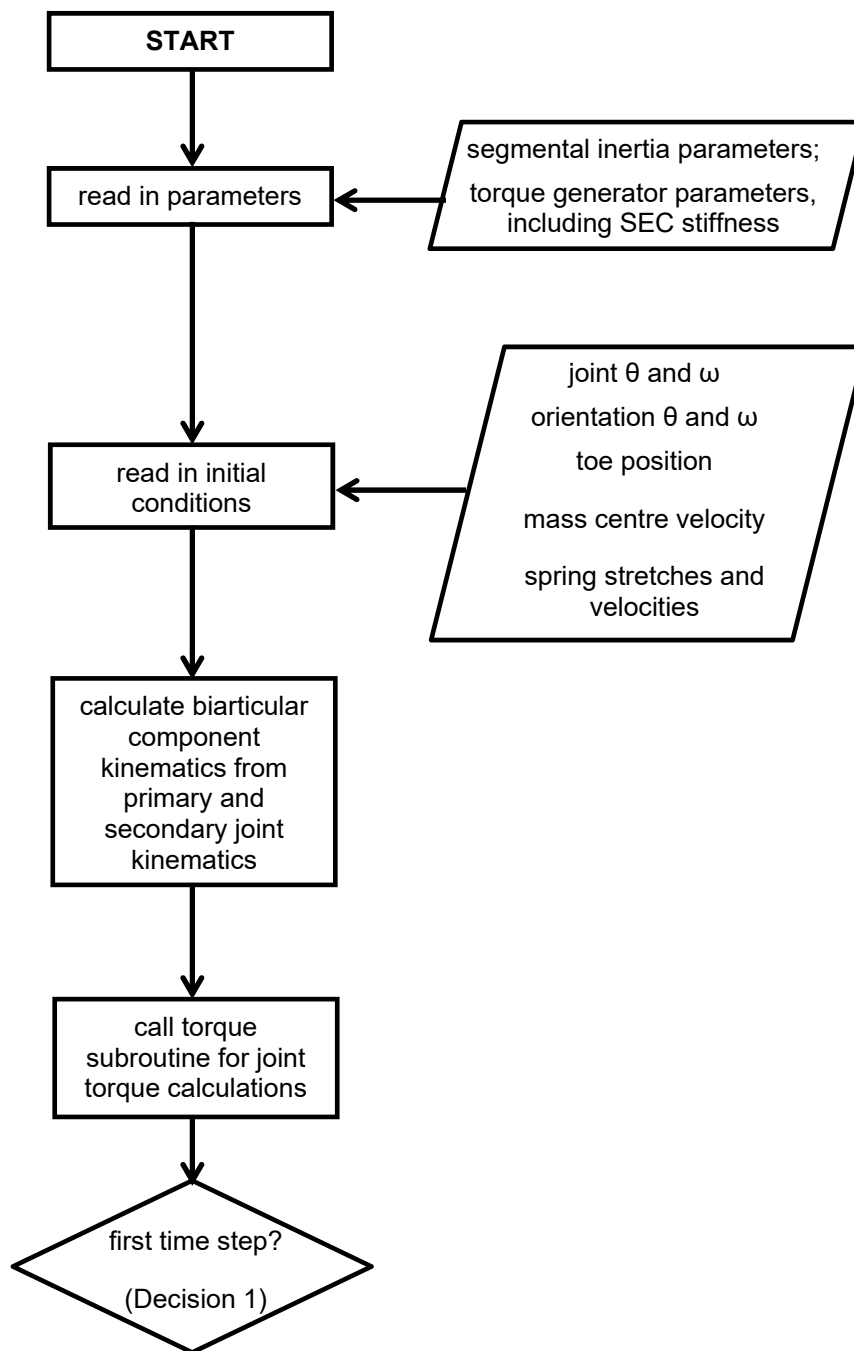 START
read in parameters
segmental inertia parameters;
torque generator parameters,
including SEC stiffness
joint θ and ω
orientation θ and ω
toe position
mass centre velocity
spring stretches and
velocities
read in initial
conditions
calculate biarticular
component
kinematics from
primary and
secondary joint
kinematics
call torque
subroutine for joint
torque calculations
first time step?
(Decision 1)